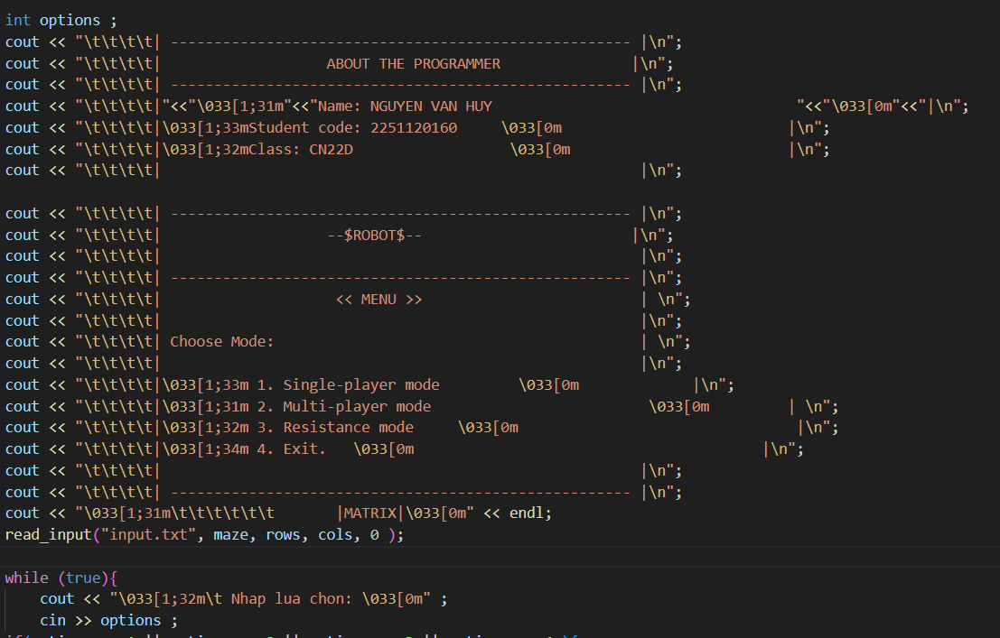 int options ;
cout << "\t\t\t\t| ----------------------------------------------------- |\n";
cout << "\t\t\t\t|                   ABOUT THE PROGRAMMER               |\n";
cout << "\t\t\t\t| ----------------------------------------------------- |\n";
cout << "\t\t\t\t|"<<"\033[1;31m"<<"Name: NGUYEN VAN HUY                                   "<<"\033[0m"<<"|\n";
cout << "\t\t\t\t|\033[1;33mStudent code: 2251120160     \033[0m                          |\n";
cout << "\t\t\t\t|\033[1;32mClass: CN22D                  \033[0m                         |\n";
cout << "\t\t\t\t|                                                       |\n";
cout << "\t\t\t\t| ----------------------------------------------------- |\n";
cout << "\t\t\t\t|                   --$ROBOT$--                        |\n";
cout << "\t\t\t\t|                                                       |\n";
cout << "\t\t\t\t| ----------------------------------------------------- |\n";
cout << "\t\t\t\t|                    << MENU >>                         | \n";
cout << "\t\t\t\t|                                                       |\n";
cout << "\t\t\t\t| Choose Mode:                                          | \n";
cout << "\t\t\t\t|                                                       |\n";
cout << "\t\t\t\t|\033[1;33m 1. Single-player mode         \033[0m             |\n";
cout << "\t\t\t\t|\033[1;31m 2. Multi-player mode                         \033[0m         | \n";
cout << "\t\t\t\t|\033[1;32m 3. Resistance mode     \033[0m                                |\n";
cout << "\t\t\t\t|\033[1;34m 4. Exit.   \033[0m                                        |\n";
cout << "\t\t\t\t|                                                       |\n";
cout << "\t\t\t\t| ----------------------------------------------------- |\n";
cout << "\033[1;31m\t\t\t\t\t\t       |MATRIX|\033[0m" << endl;
read_input("input.txt", maze, rows, cols, 0 );
while (true){
cout << "\033[1;32m\t Nhap lua chon: \033[0m" ;
cin >> options ;